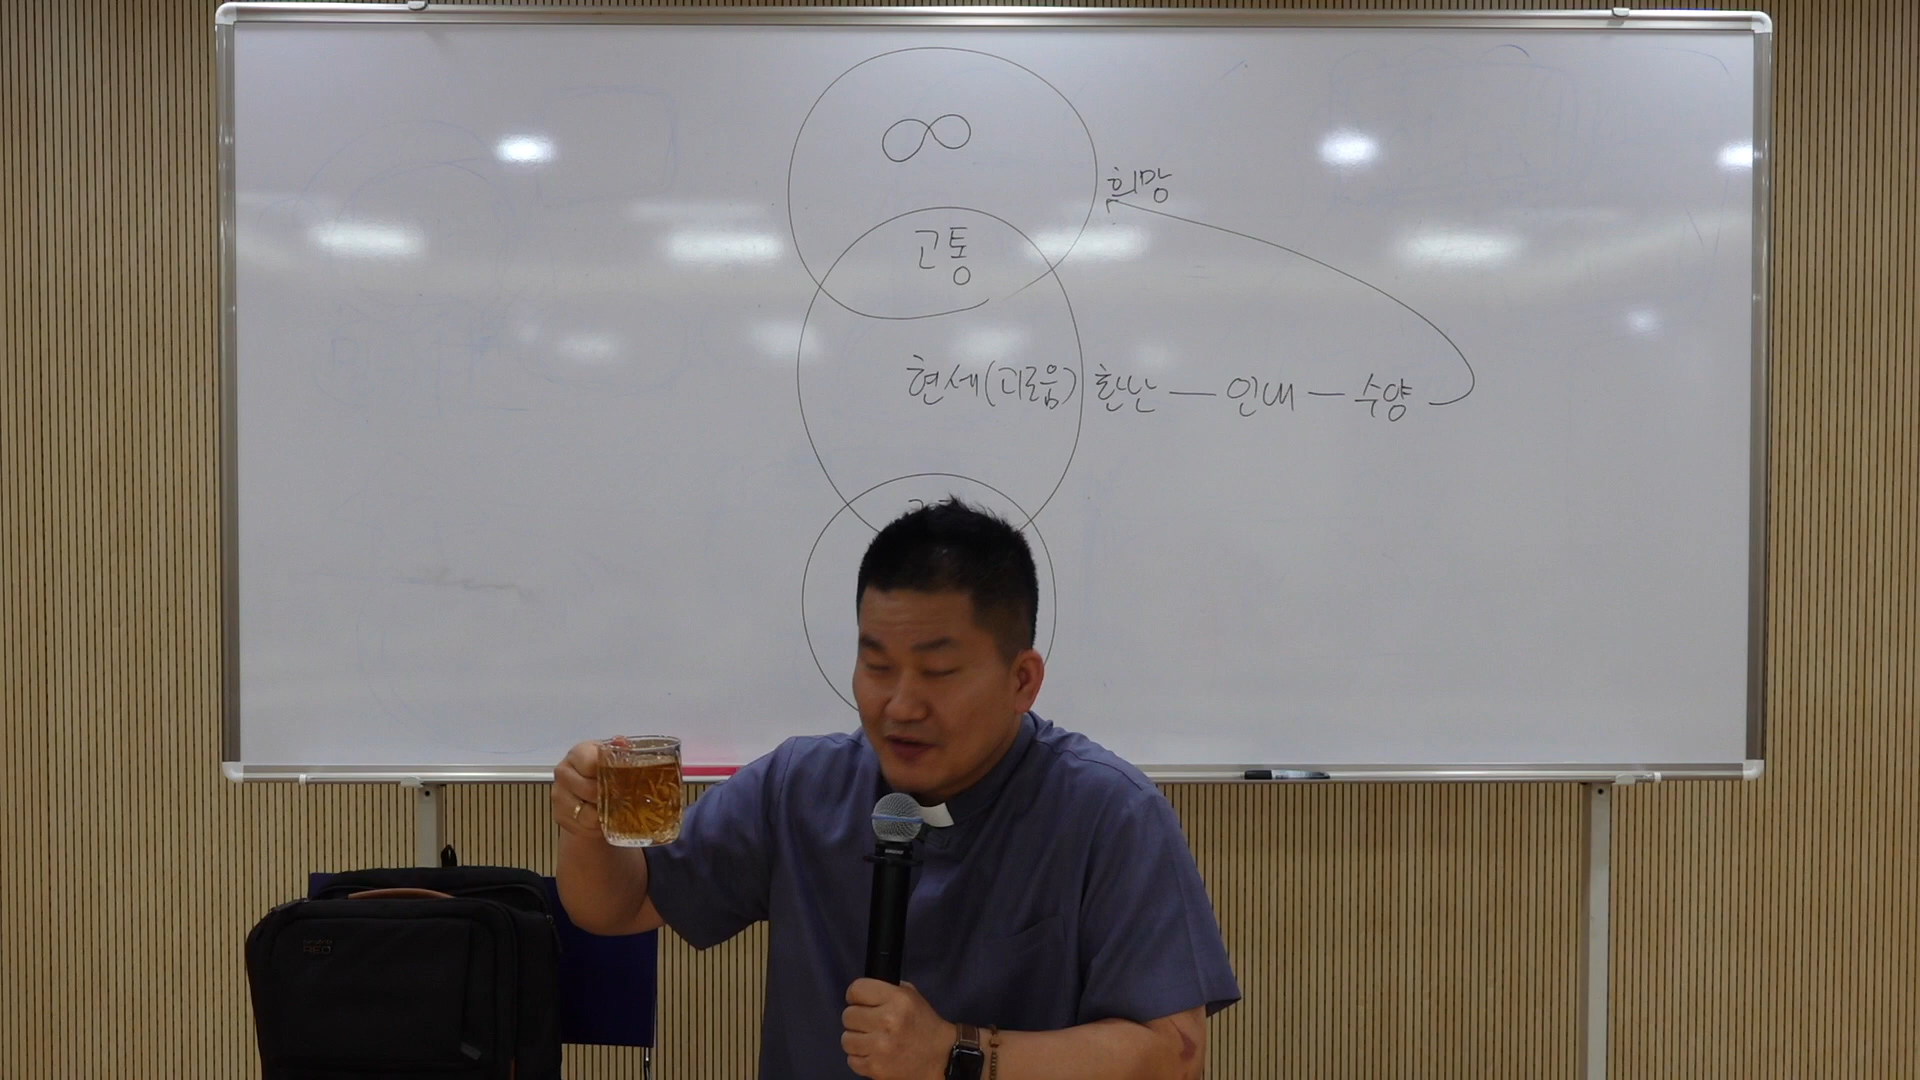 ∞
희망
고통
현세(괴로움) 환난 — 인내 — 수양